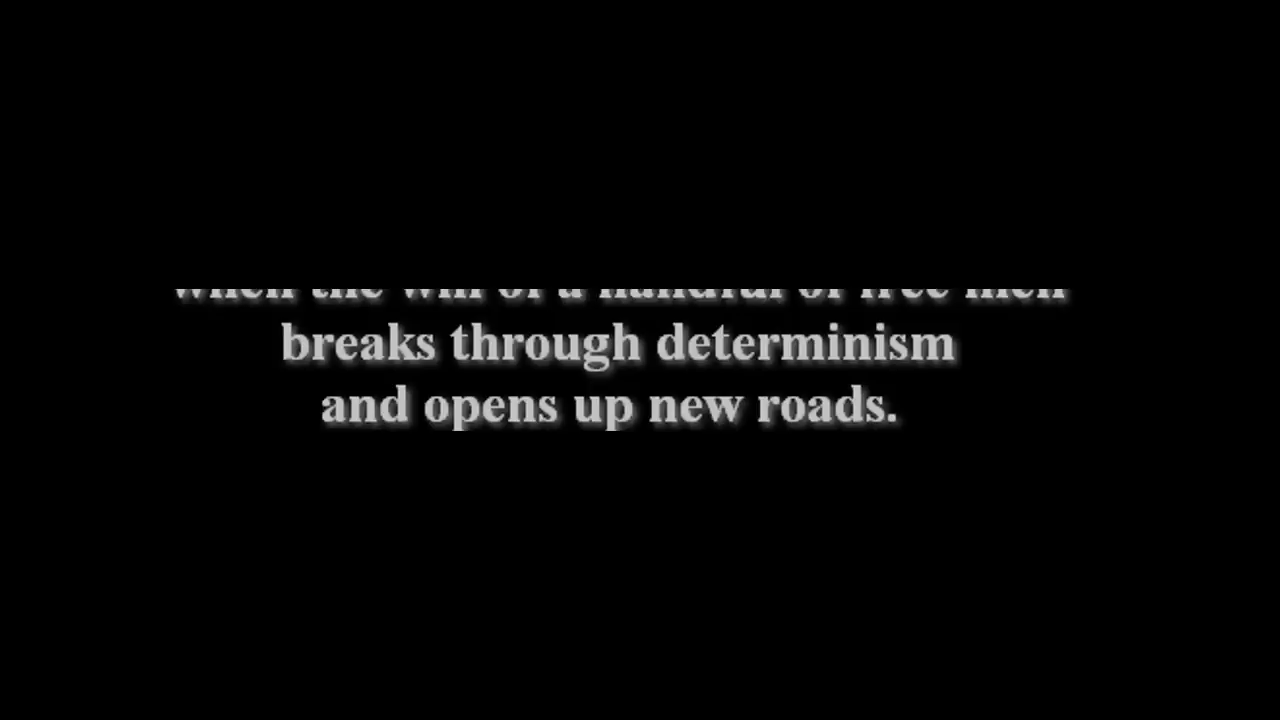 when the will of a handful of free men
breaks through determinism
and opens up new roads.